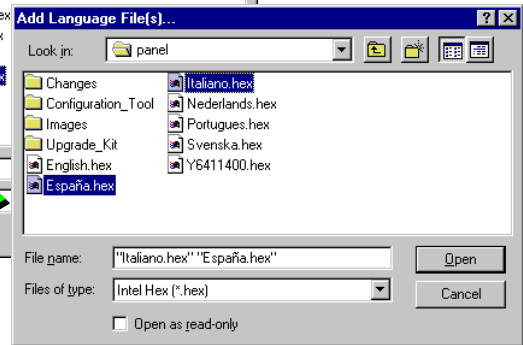 Add Language File(s)...
Look in: panel
Changes
Configuration_Tool
Images
Upgrade_Kit
English.hex
España.hex
Italiano.hex
Nederlands.hex
Portugues.hex
Svenska.hex
Y6411400.hex
File name: "Italiano.hex" "España.hex"
Open
Files of type: Intel Hex (*.hex)
Cancel
Open as read-only